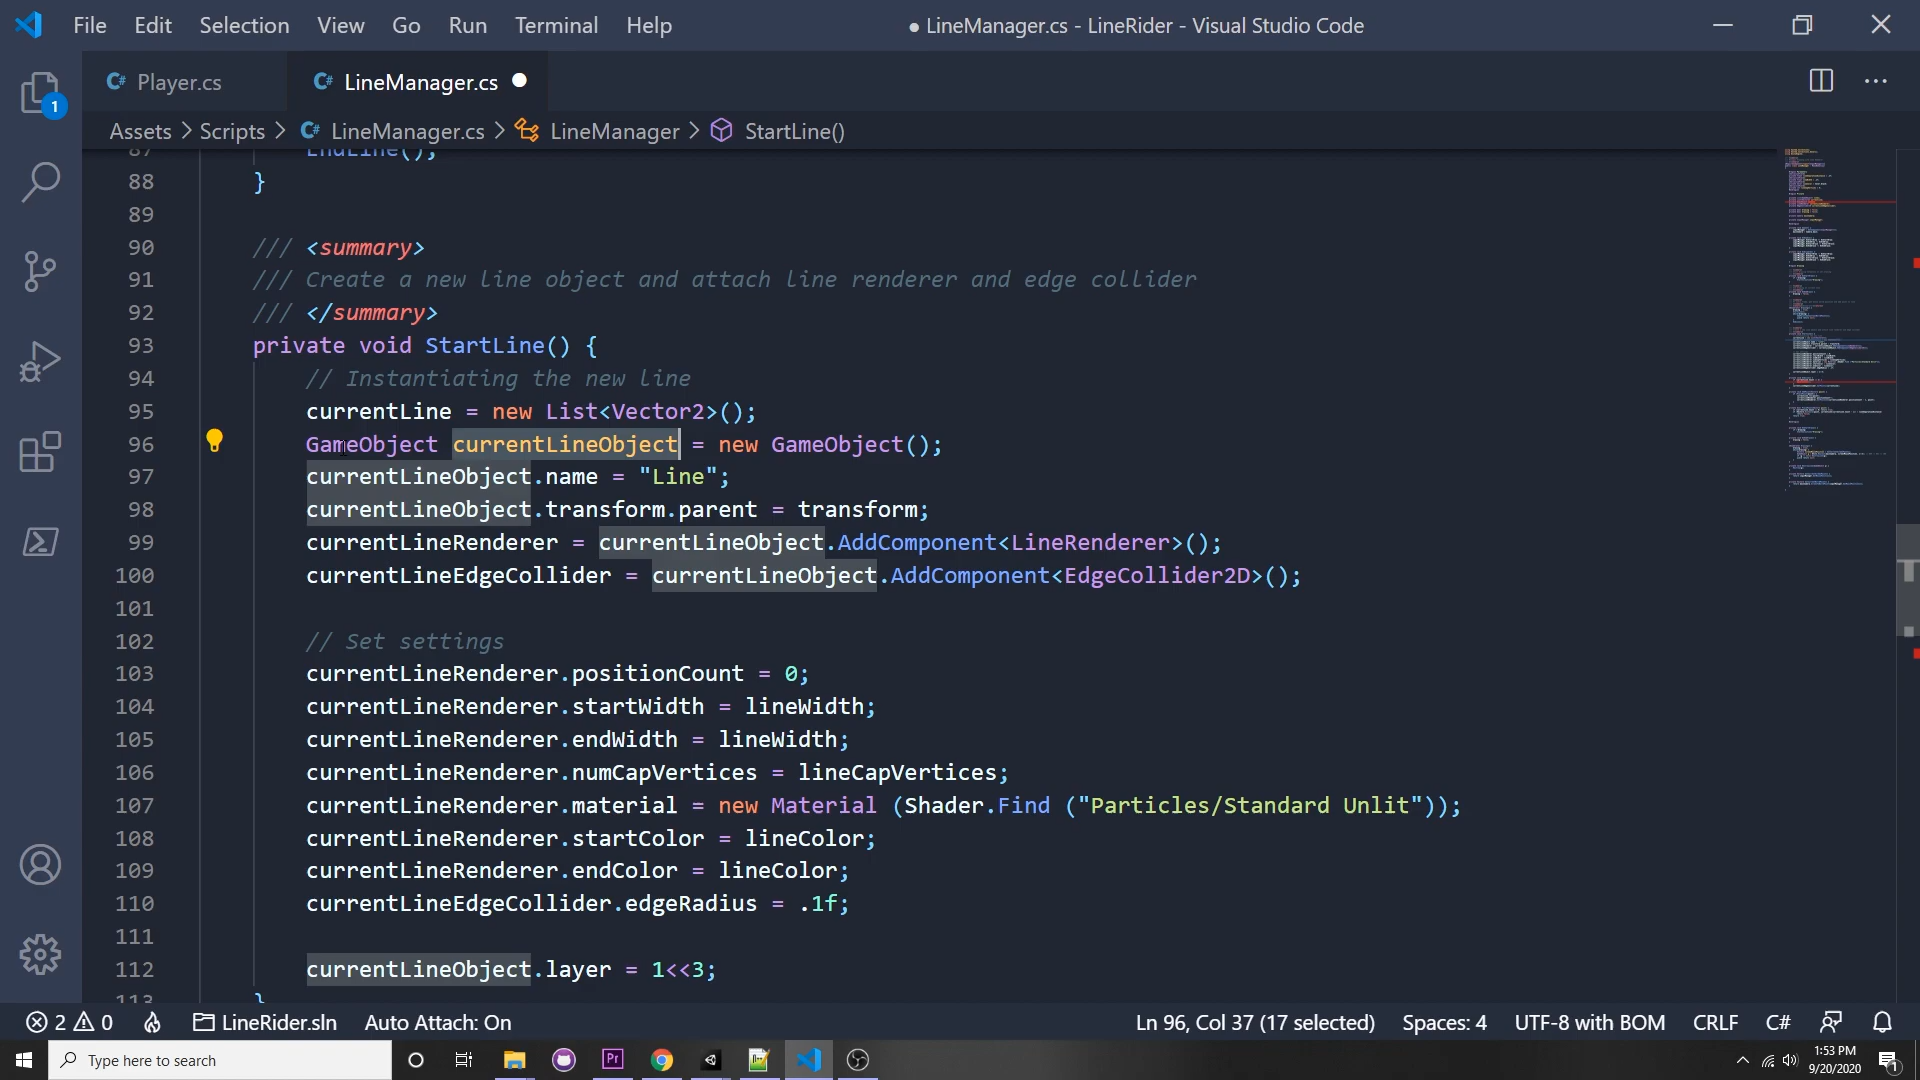 File Edit Selection View Go Run Terminal Help
● LineManager.cs - LineRider - Visual Studio Code
Player.cs
LineManager.cs
Assets > Scripts > LineManager.cs > LineManager > StartLine()
87 EndLine();
88 }
89
90 /// <summary>
91 /// Create a new line object and attach line renderer and edge collider
92 /// </summary>
93 private void StartLine() {
94 // Instantiating the new line
95 currentLine = new List<Vector2>();
96 GameObject currentLineObject = new GameObject();
97 currentLineObject.name = "Line";
98 currentLineObject.transform.parent = transform;
99 currentLineRenderer = currentLineObject.AddComponent<LineRenderer>();
100 currentLineEdgeCollider = currentLineObject.AddComponent<EdgeCollider2D>();
101
102 // Set settings
103 currentLineRenderer.positionCount = 0;
104 currentLineRenderer.startWidth = lineWidth;
105 currentLineRenderer.endWidth = lineWidth;
106 currentLineRenderer.numCapVertices = lineCapVertices;
107 currentLineRenderer.material = new Material (Shader.Find ("Particles/Standard Unlit"));
108 currentLineRenderer.startColor = lineColor;
109 currentLineRenderer.endColor = lineColor;
110 currentLineEdgeCollider.edgeRadius = .1f;
111
112 currentLineObject.layer = 1<<3;
113 }
1
2 0 LineRider.sln Auto Attach: On
Ln 96, Col 37 (17 selected) Spaces: 4 UTF-8 with BOM CRLF C#
Type here to search
Pr
1:53 PM
9/20/2020
1